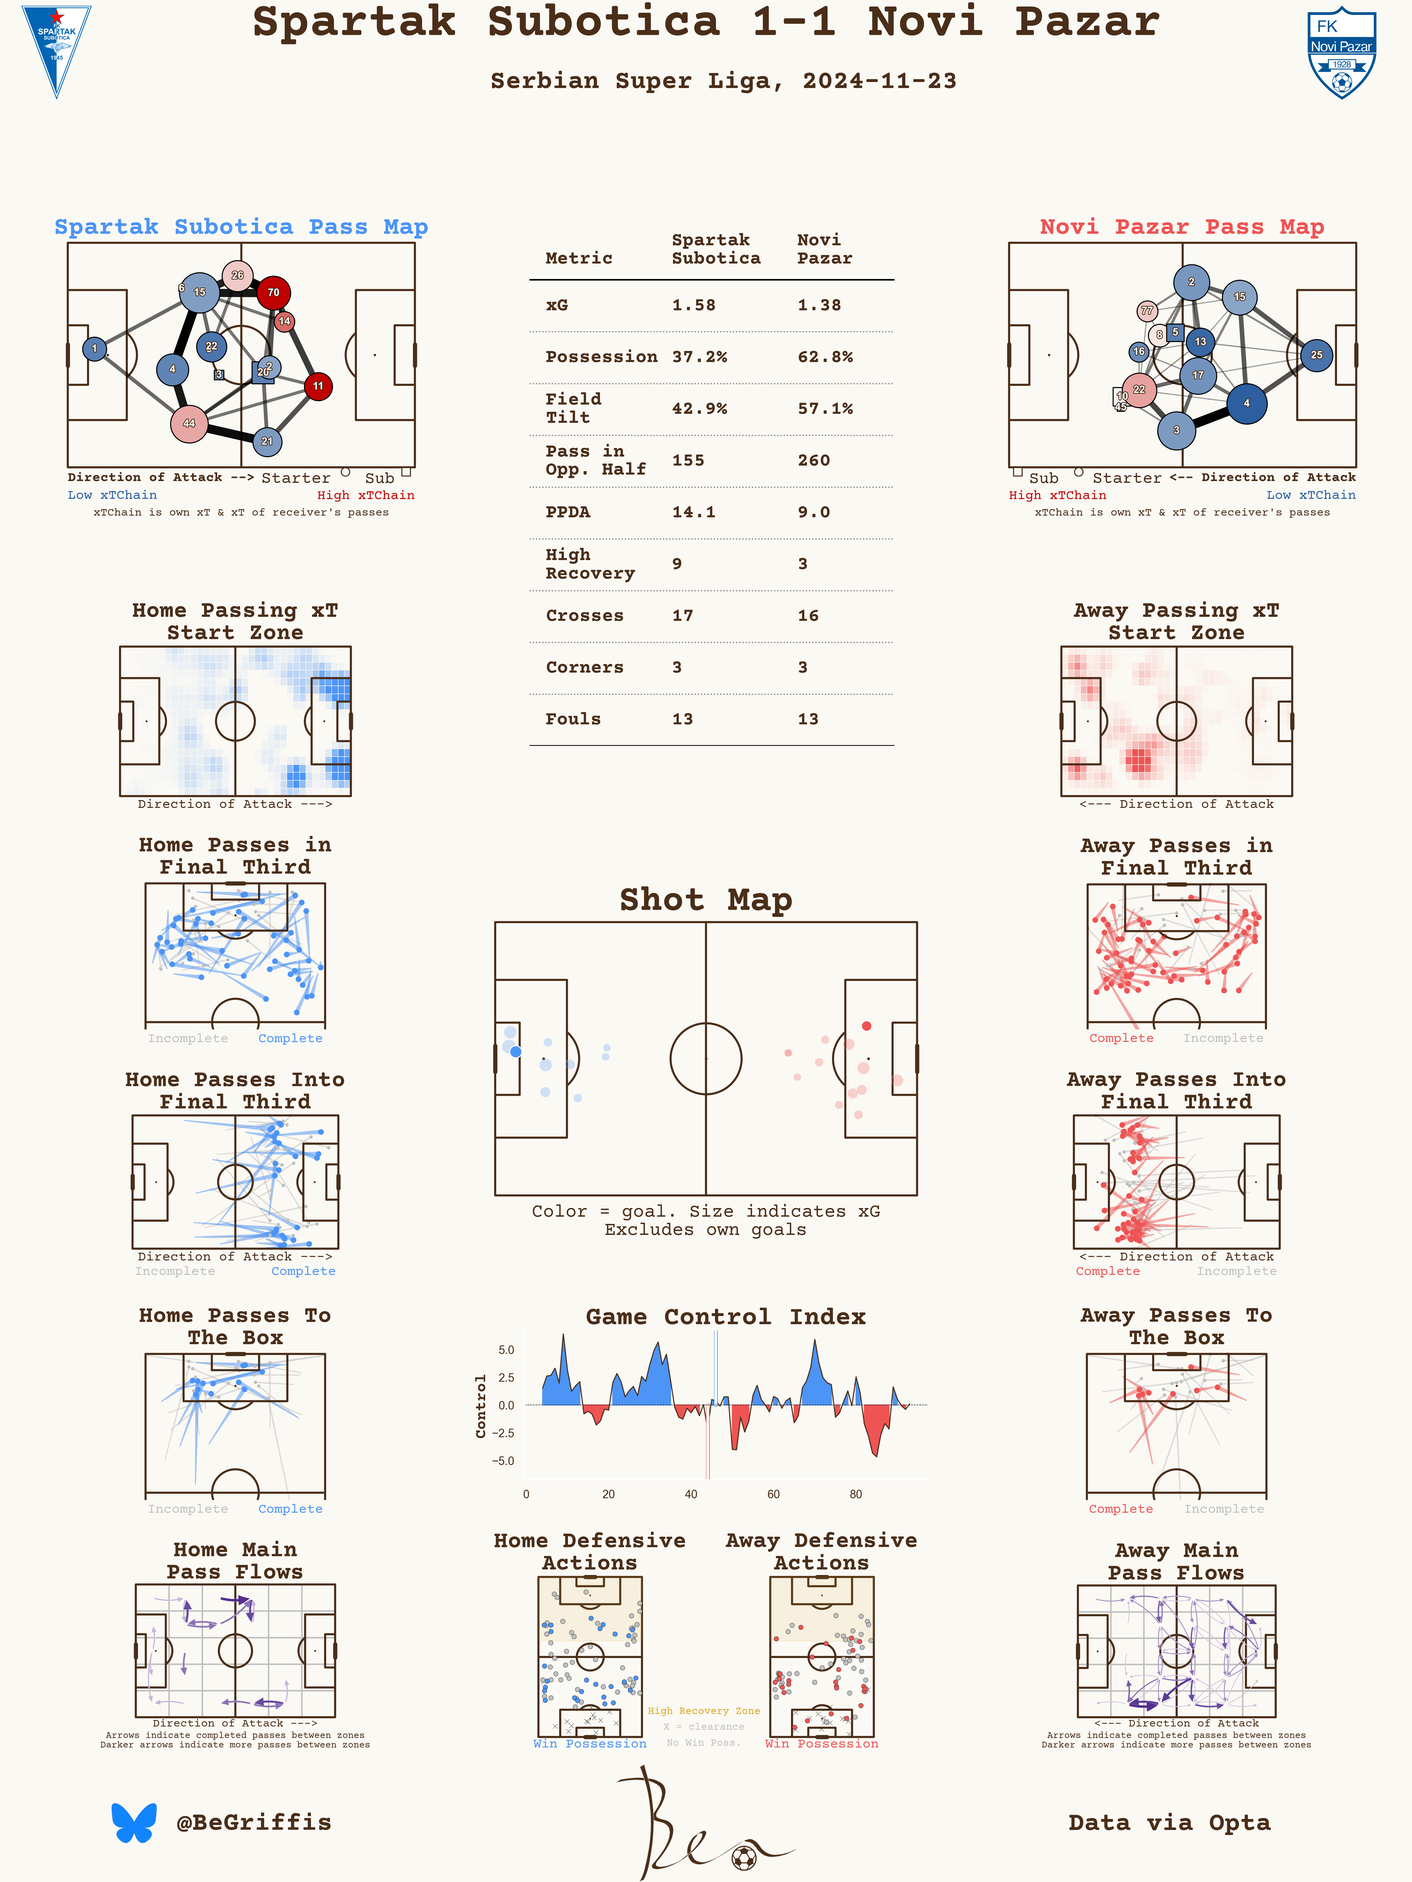 Spartak Subotica 1-1 Novi Pazar
Serbian Super Liga, 2024-11-23
SPARTAK
SUBOTICA
1945
FK
Novi Pazar
1928
Spartak Subotica Pass Map
6
15
26
70
14
1
22
4
3
2
20
11
44
21
Direction of Attack --> Starter Sub
Low xTChain High xTChain
xTChain is own xT & xT of receiver's passes
Metric Spartak Subotica Novi Pazar
xG 1.58 1.38
Possession 37.2% 62.8%
Field Tilt 42.9% 57.1%
Pass in Opp. Half 155 260
PPDA 14.1 9.0
High Recovery 9 3
Crosses 17 16
Corners 3 3
Fouls 13 13
Novi Pazar Pass Map
2
15
77
8
5
13
16
25
17
22
10
45
4
3
Sub Starter <-- Direction of Attack
High xTChain Low xTChain
xTChain is own xT & xT of receiver's passes
Home Passing xT
Start Zone
Direction of Attack --->
Away Passing xT
Start Zone
<--- Direction of Attack
Home Passes in
Final Third
Incomplete Complete
Away Passes in
Final Third
Complete Incomplete
Shot Map
Color = goal. Size indicates xG
Excludes own goals
Home Passes Into
Final Third
Direction of Attack --->
Incomplete Complete
Away Passes Into
Final Third
<--- Direction of Attack
Complete Incomplete
Home Passes To
The Box
Incomplete Complete
Game Control Index
Control
5.0
2.5
0.0
−2.5
−5.0
0 20 40 60 80
Away Passes To
The Box
Complete Incomplete
Home Main
Pass Flows
Direction of Attack --->
Arrows indicate completed passes between zones
Darker arrows indicate more passes between zones
Home Defensive
Actions
Win Possession
Away Defensive
Actions
Win Possession
High Recovery Zone
X = clearance
No Win Poss.
Away Main
Pass Flows
<--- Direction of Attack
Arrows indicate completed passes between zones
Darker arrows indicate more passes between zones
@BeGriffis
Ben
Data via Opta